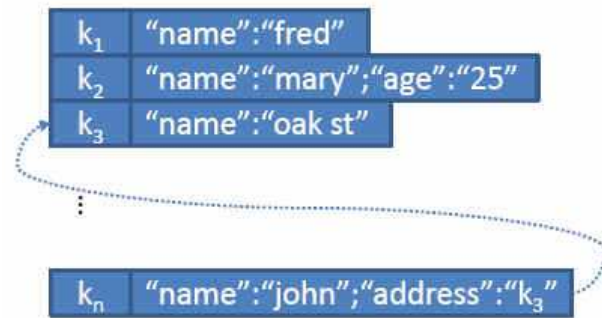 k₁ “name”:“fred”
k₂ “name”:“mary”;“age”:“25”
k₃ “name”:“oak st”
⋮
kₙ “name”:“john”;“address”:“k₃”